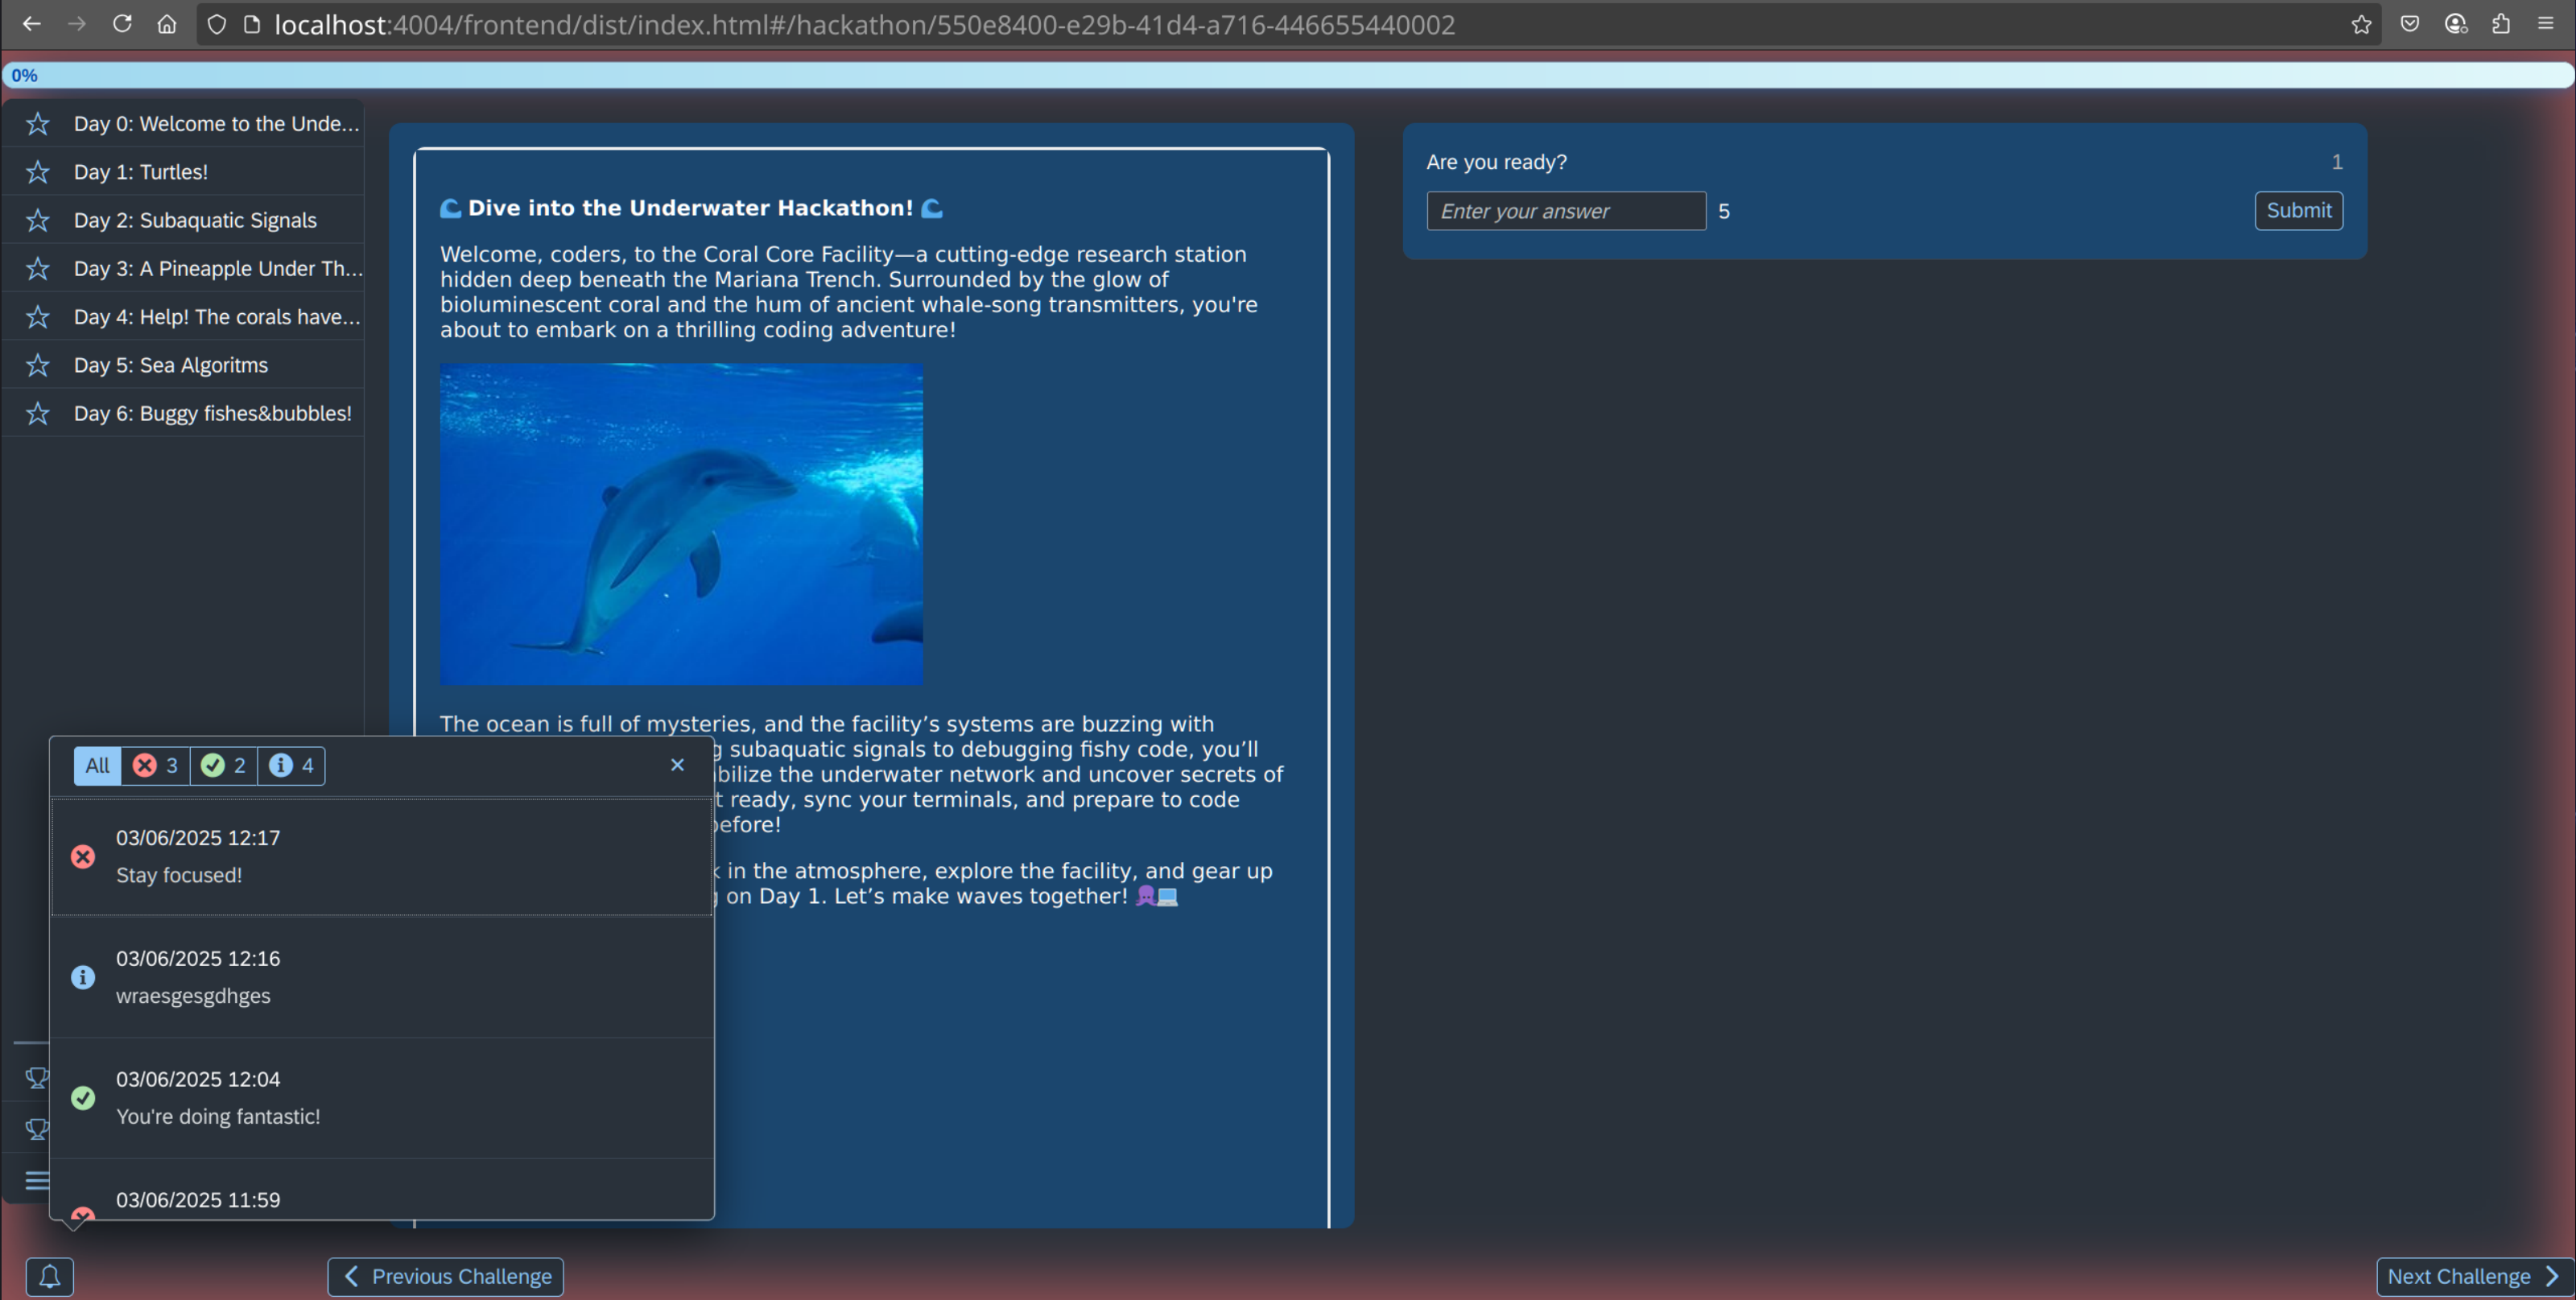 localhost:4004/frontend/dist/index.html#/hackathon/550e8400-e29b-41d4-a716-446655440002
0%
Day 0: Welcome to the Unde...
Day 1: Turtles!
Day 2: Subaquatic Signals
Day 3: A Pineapple Under Th...
Day 4: Help! The corals have...
Day 5: Sea Algoritms
Day 6: Buggy fishes&bubbles!
🌊 Dive into the Underwater Hackathon! 🌊
Welcome, coders, to the Coral Core Facility—a cutting-edge research station
hidden deep beneath the Mariana Trench. Surrounded by the glow of
bioluminescent coral and the hum of ancient whale-song transmitters, you're
about to embark on a thrilling coding adventure!
The ocean is full of mysteries, and the facility’s systems are buzzing with
subaquatic signals to debugging fishy code, you’ll
the underwater network and uncover secrets of
ready, sync your terminals, and prepare to code
in the atmosphere, explore the facility, and gear up
on Day 1. Let’s make waves together! 🐙💻
Are you ready?
1
Enter your answer
5
Submit
All
3
2
4
03/06/2025 12:17
Stay focused!
03/06/2025 12:16
wraesgesgdhges
03/06/2025 12:04
You're doing fantastic!
03/06/2025 11:59
Previous Challenge
Next Challenge